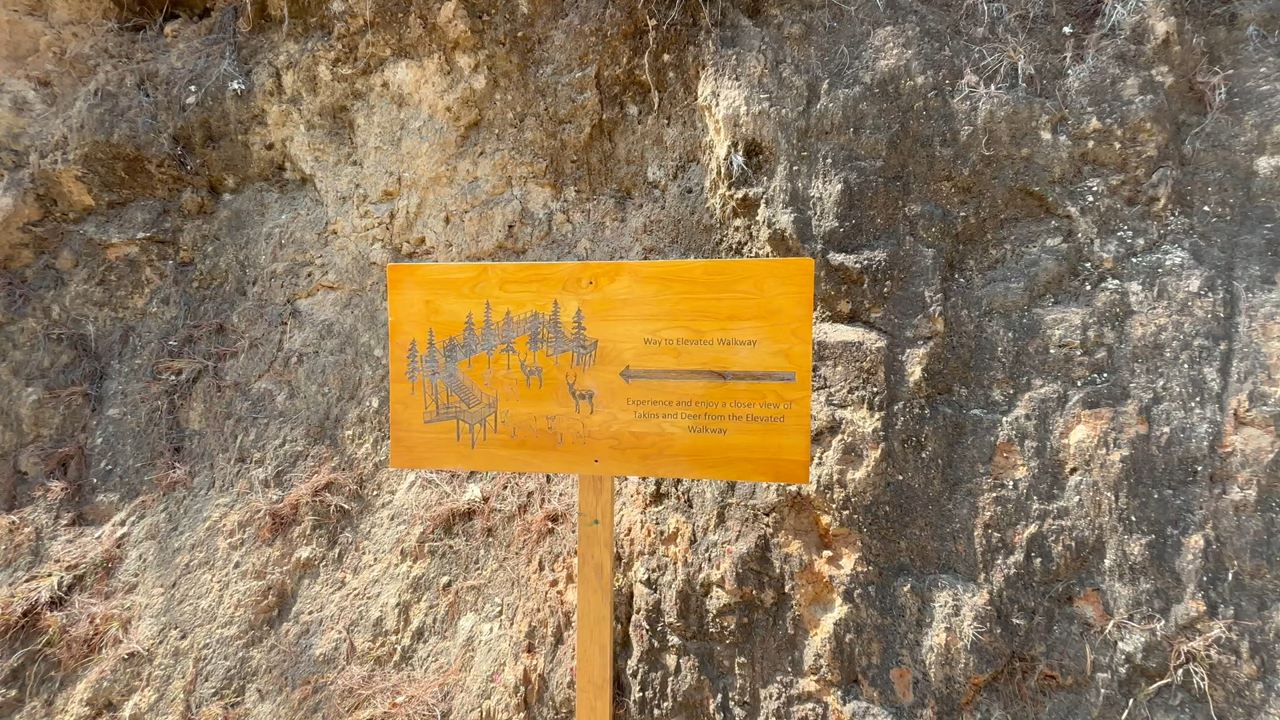 Way to Elevated Walkway
Experience and enjoy a closer view of
Takins and Deer from the Elevated
Walkway